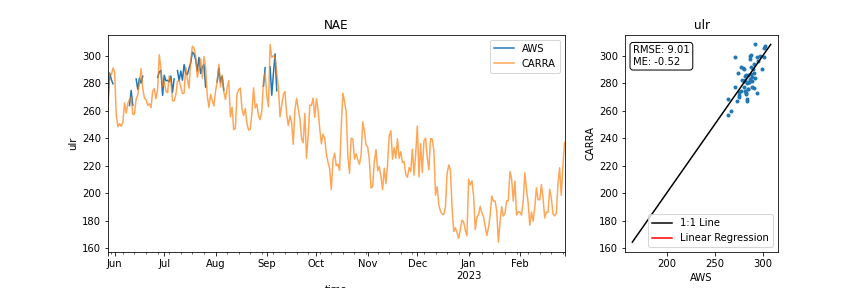 NAE
ulr
AWS
CARRA
300
280
260
240
220
200
180
160
ulr
Jun
Jul
Aug
Sep
Oct
Nov
Dec
Jan
2023
Feb
time
RMSE: 9.01
ME: -0.52
300
280
260
240
220
200
180
160
CARRA
1:1 Line
Linear Regression
200
250
300
AWS